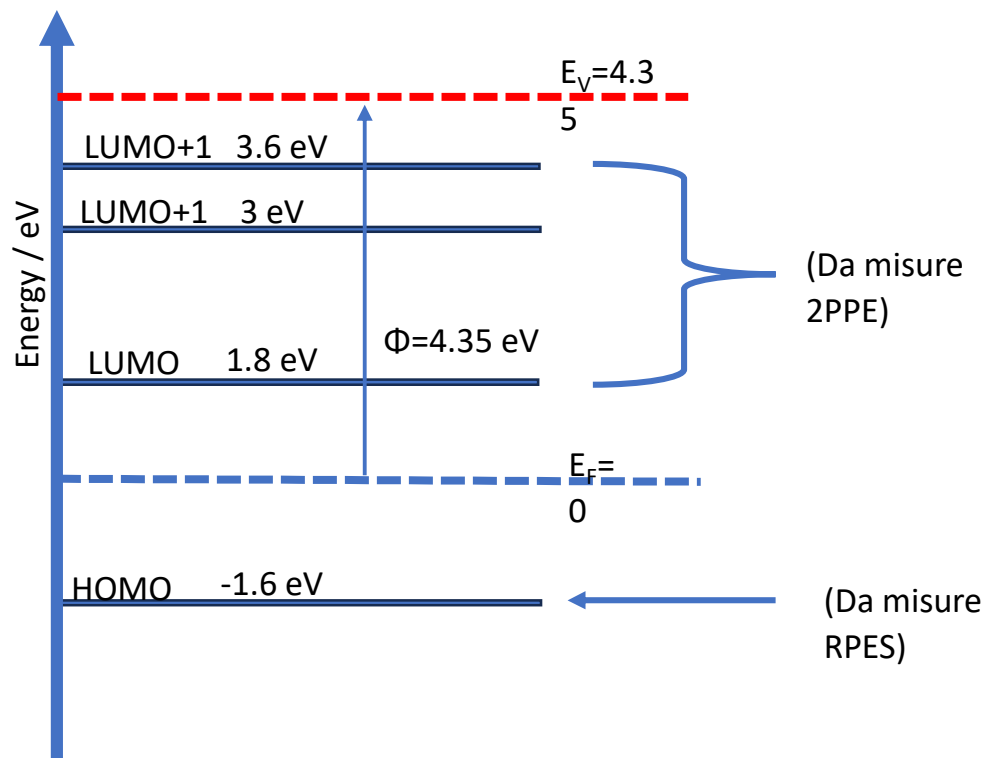 E_V=4.3
5
LUMO+1 3.6 eV
LUMO+1 3 eV
Energy / eV
(Da misure
2PPE)
Φ=4.35 eV
LUMO 1.8 eV
E_F=
0
HOMO -1.6 eV
(Da misure
RPES)